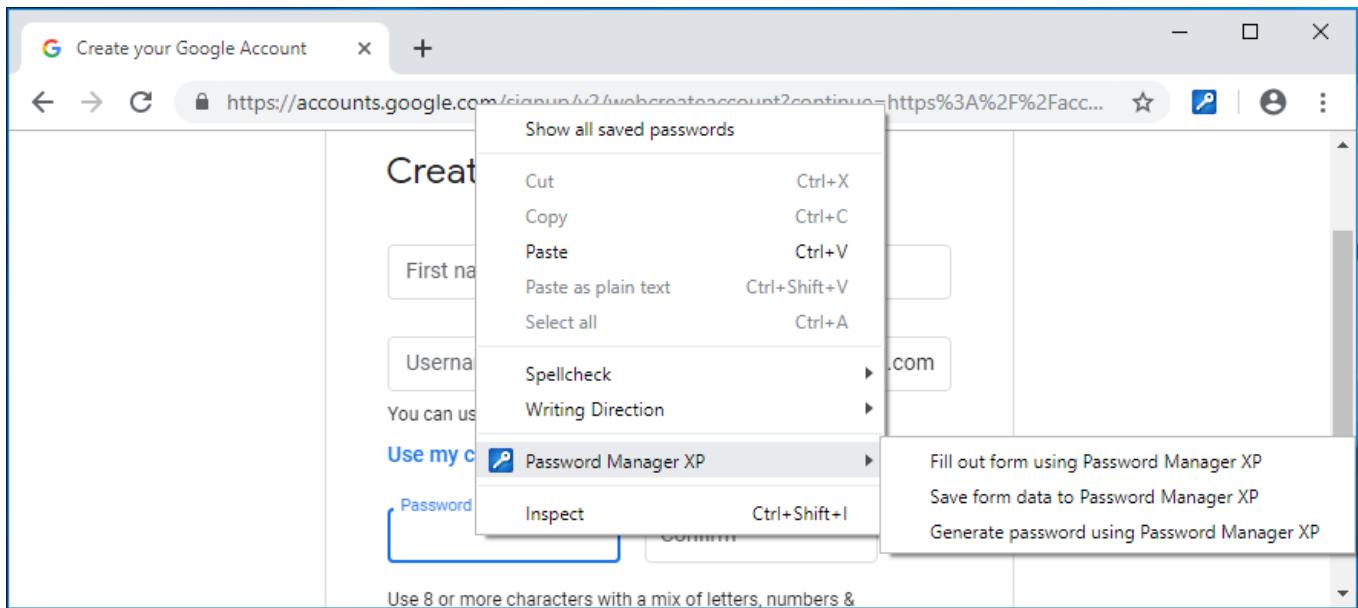 Create your Google Account
https://accounts.google.com/signup/v2/webcreateaccount?continue=https%3A%2F%2Facc...
Show all saved passwords
Creat
Cut Ctrl+X
Copy Ctrl+C
First na
Paste Ctrl+V
Paste as plain text Ctrl+Shift+V
Select all Ctrl+A
Userna
.com
Spellcheck
Writing Direction
You can us
Use my c
Password Manager XP
Fill out form using Password Manager XP
Save form data to Password Manager XP
Generate password using Password Manager XP
Password
Inspect Ctrl+Shift+I
Confirm
Use 8 or more characters with a mix of letters, numbers &